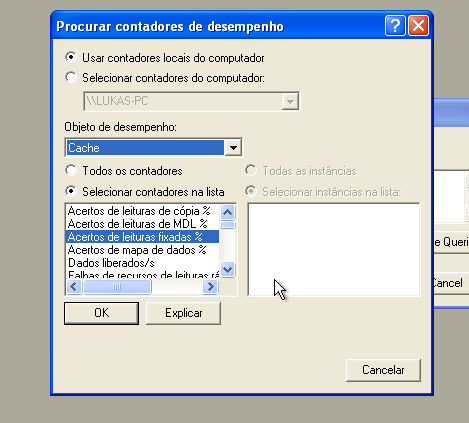 Procurar contadores de desempenho
Usar contadores locais do computador
Selecionar contadores do computador:
\\LUKAS-PC
Objeto de desempenho:
Cache
Todos os contadores
Todas as instâncias
Selecionar contadores na lista
Selecionar instâncias na lista:
Acertos de leituras de cópia %
Acertos de leituras de MDL %
Acertos de leituras fixadas %
Acertos de mapa de dados %
Dados liberados/s
Falhas de recursos de leituras rá
e Queri
Cancel
OK
Explicar
Cancelar